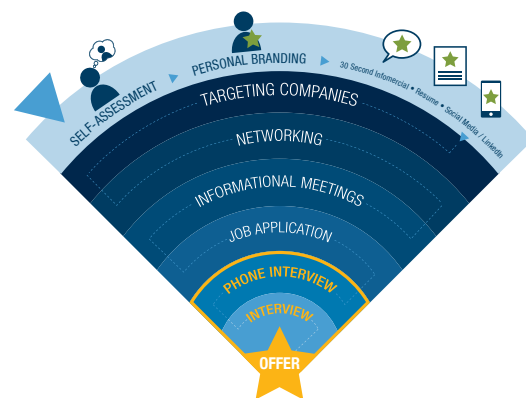 SELF-ASSESSMENT
PERSONAL BRANDING
30 Second Infomercial • Resume • Social Media / LinkedIn
TARGETING COMPANIES
NETWORKING
INFORMATIONAL MEETINGS
JOB APPLICATION
PHONE INTERVIEW
INTERVIEW
OFFER